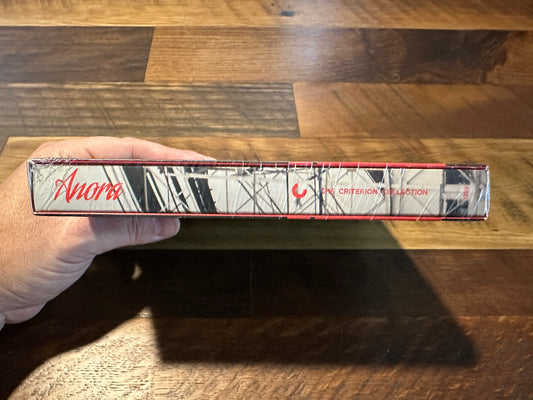 Anora
THE CRITERION COLLECTION